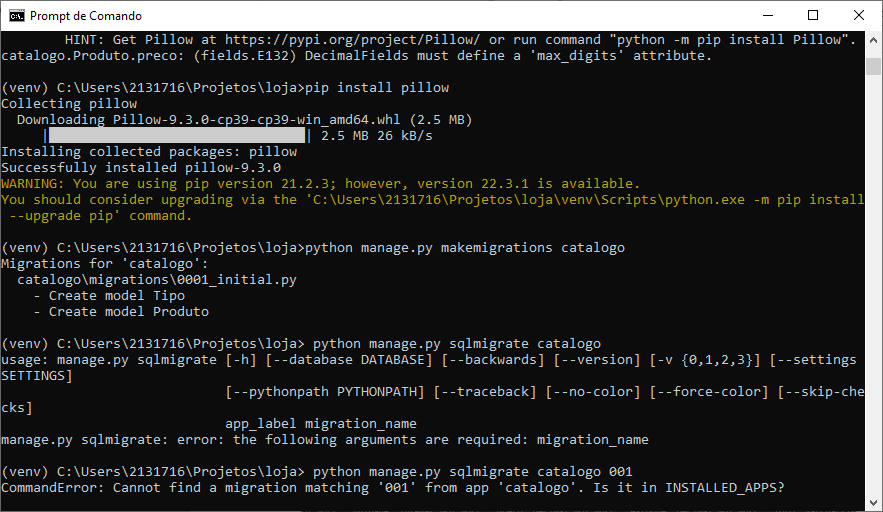 Prompt de Comando
HINT: Get Pillow at https://pypi.org/project/Pillow/ or run command "python -m pip install Pillow".
catalogo.Produto.preco: (fields.E132) DecimalFields must define a 'max_digits' attribute.
(venv) C:\Users\2131716\Projetos\loja>pip install pillow
Collecting pillow
Downloading Pillow-9.3.0-cp39-cp39-win_amd64.whl (2.5 MB)
|████████████████████████████████| 2.5 MB 26 kB/s
Installing collected packages: pillow
Successfully installed pillow-9.3.0
WARNING: You are using pip version 21.2.3; however, version 22.3.1 is available.
You should consider upgrading via the 'C:\Users\2131716\Projetos\loja\venv\Scripts\python.exe -m pip install
--upgrade pip' command.
(venv) C:\Users\2131716\Projetos\loja>python manage.py makemigrations catalogo
Migrations for 'catalogo':
catalogo\migrations\0001_initial.py
- Create model Tipo
- Create model Produto
(venv) C:\Users\2131716\Projetos\loja> python manage.py sqlmigrate catalogo
usage: manage.py sqlmigrate [-h] [--database DATABASE] [--backwards] [--version] [-v {0,1,2,3}] [--settings
SETTINGS]
[--pythonpath PYTHONPATH] [--traceback] [--no-color] [--force-color] [--skip-che
cks]
app_label migration_name
manage.py sqlmigrate: error: the following arguments are required: migration_name
(venv) C:\Users\2131716\Projetos\loja> python manage.py sqlmigrate catalogo 001
CommandError: Cannot find a migration matching '001' from app 'catalogo'. Is it in INSTALLED_APPS?